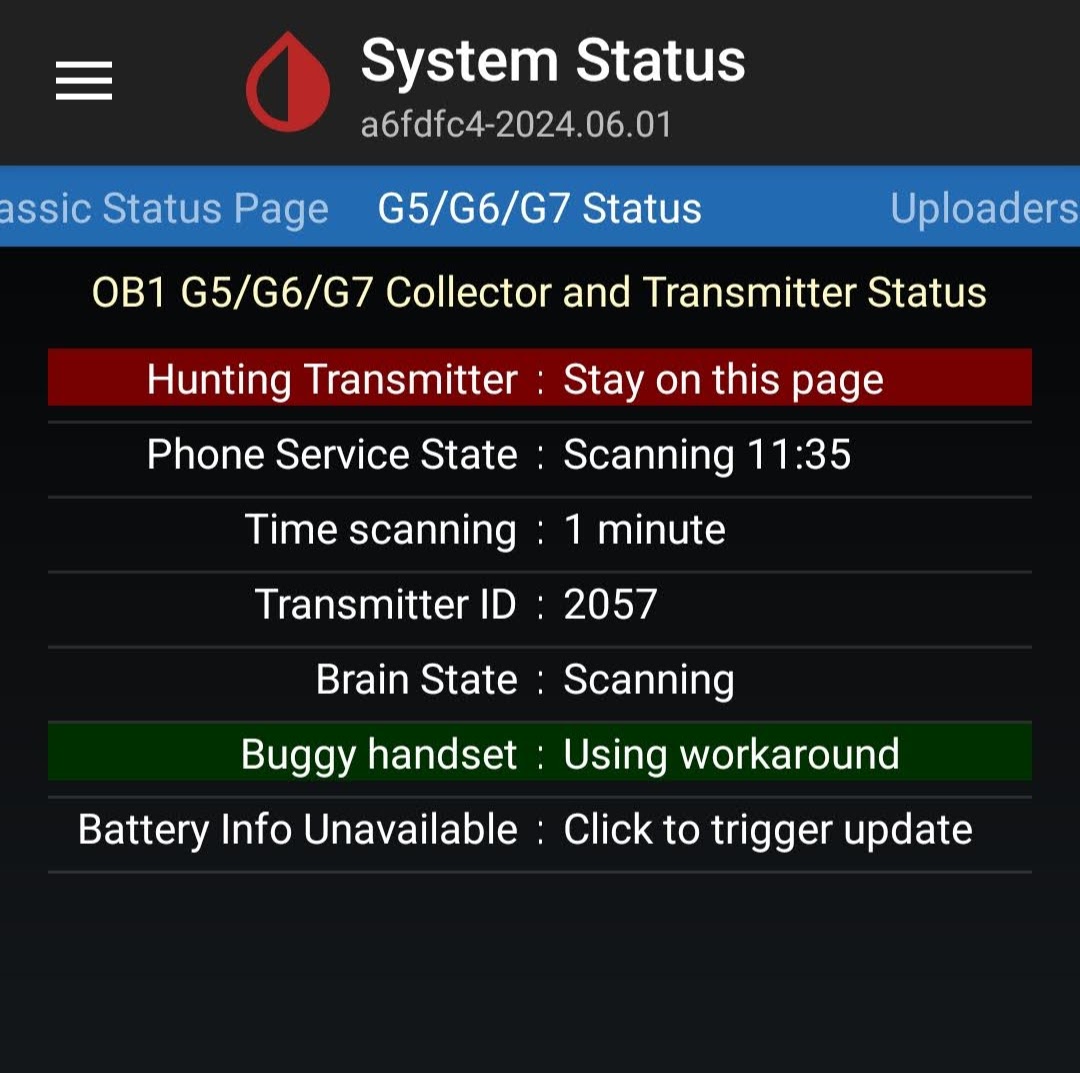 System Status
a6fdfc4-2024.06.01
assic Status Page G5/G6/G7 Status Uploaders
OB1 G5/G6/G7 Collector and Transmitter Status
Hunting Transmitter : Stay on this page
Phone Service State : Scanning 11:35
Time scanning : 1 minute
Transmitter ID : 2057
Brain State : Scanning
Buggy handset : Using workaround
Battery Info Unavailable : Click to trigger update